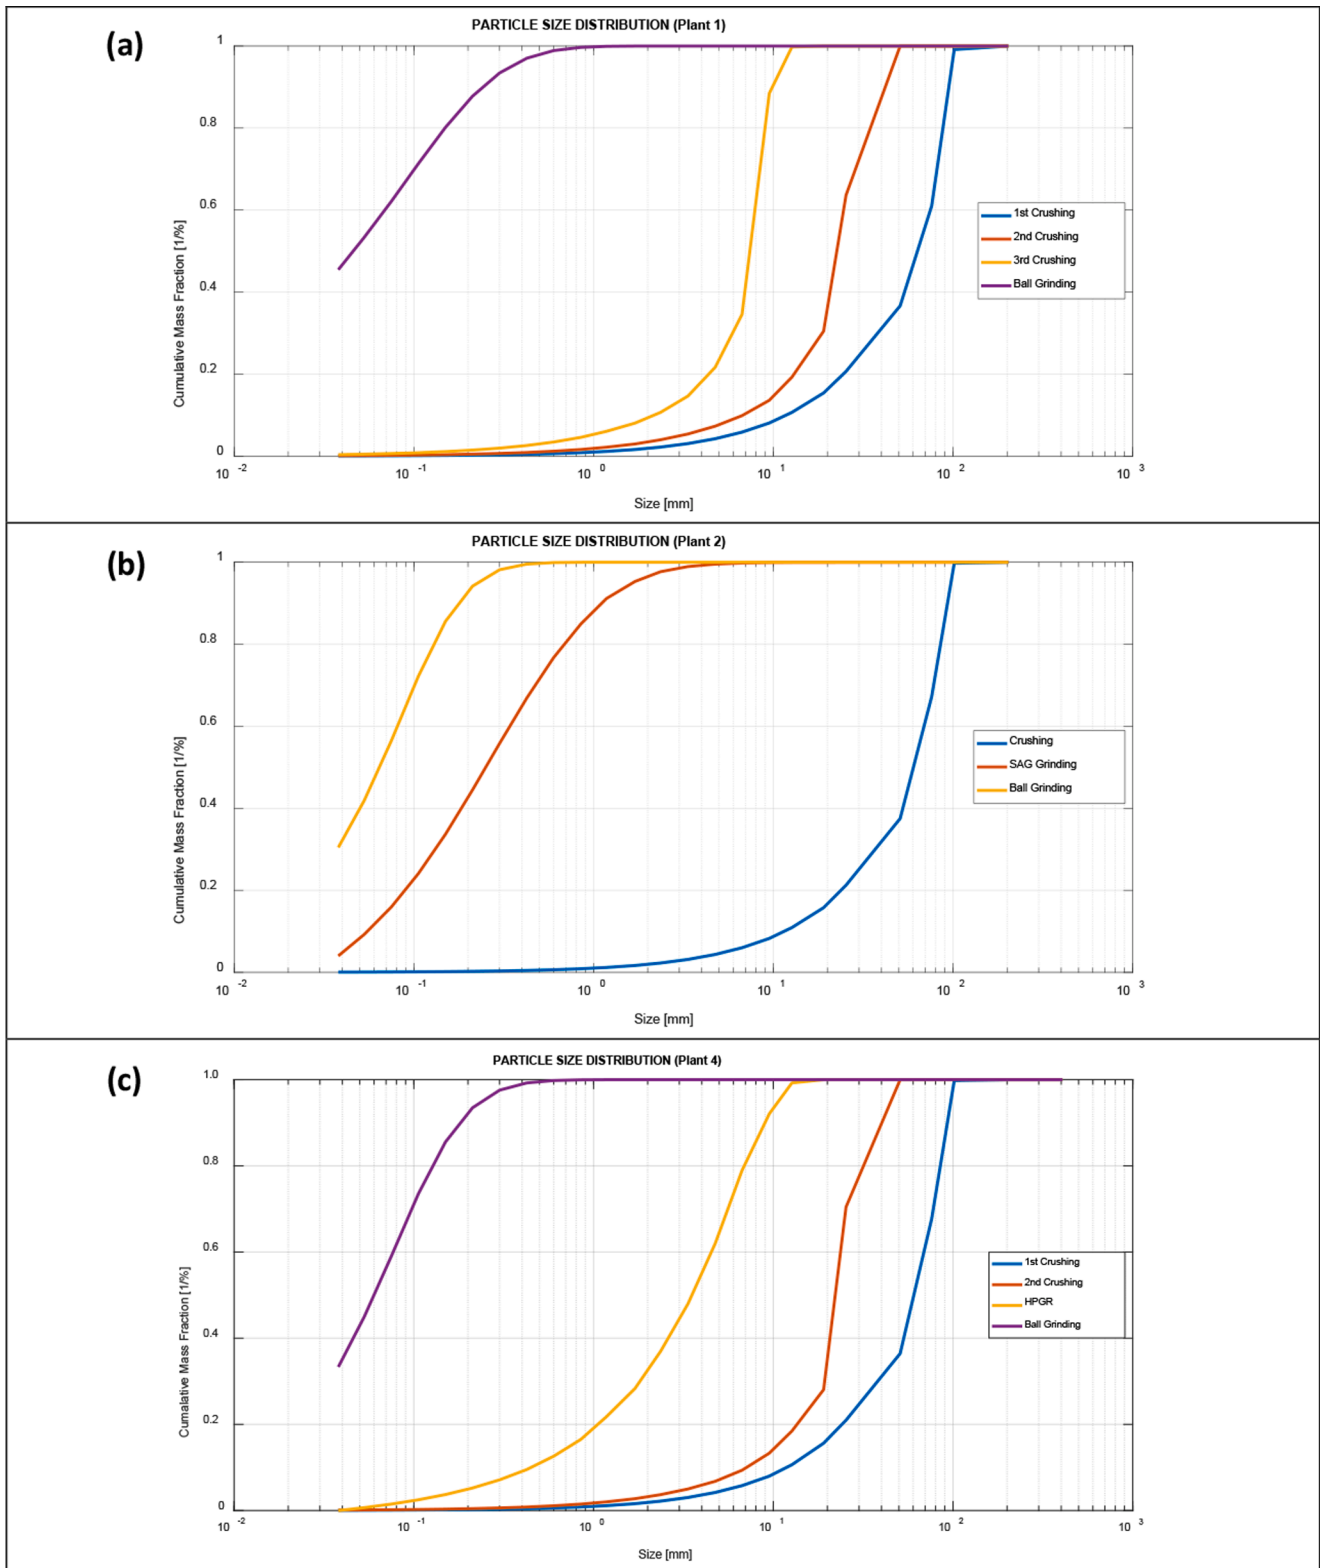 (a)
PARTICLE SIZE DISTRIBUTION (Plant 1)
1
0.8
0.6
0.4
0.2
0
Cumulative Mass Fraction [1/%]
1st Crushing
2nd Crushing
3rd Crushing
Ball Grinding
10 -2 10 -1 10 0 10 1 10 2 10 3
Size [mm]
(b)
PARTICLE SIZE DISTRIBUTION (Plant 2)
1
0.8
0.6
0.4
0.2
0
Cumulative Mass Fraction [1/%]
Crushing
SAG Grinding
Ball Grinding
10 -2 10 -1 10 0 10 1 10 2 10 3
Size [mm]
(c)
PARTICLE SIZE DISTRIBUTION (Plant 4)
1.0
0.8
0.6
0.4
0.2
0
Cumalative Mass Fraction [1/%]
1st Crushing
2nd Crushing
HPGR
Ball Grinding
10 -2 10 -1 10 0 10 1 10 2 10 3
Size [mm]